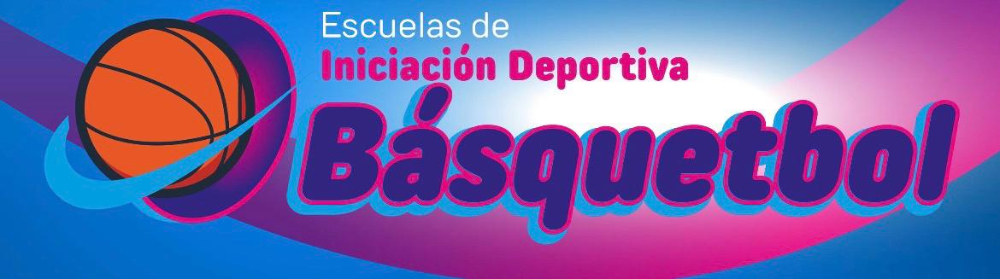 Escuelas de
Iniciación Deportiva
Básquetbol